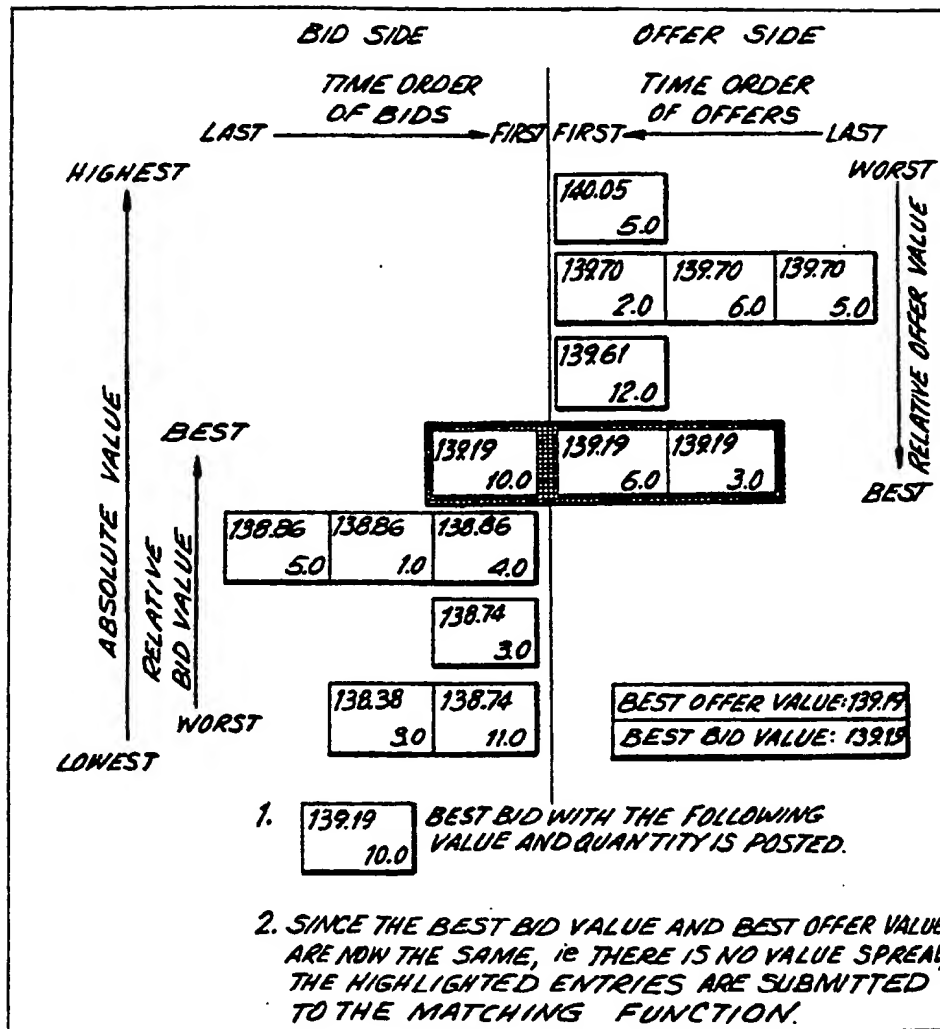 BID SIDE OFFER SIDE
TIME ORDER OF BIDS TIME ORDER OF OFFERS
LAST FIRST FIRST LAST
HIGHEST WORST
140.05
5.0
139.70 139.70 139.70
2.0 6.0 5.0
139.61
12.0
RELATIVE OFFER VALUE
BEST
139.19 139.19 139.19
10.0 6.0 3.0
BEST
138.86 138.86 138.86
5.0 1.0 4.0
ABSOLUTE VALUE
RELATIVE
BID VALUE
138.74
3.0
138.38 138.74
9.0 11.0
WORST
LOWEST
BEST OFFER VALUE: 139.19
BEST BID VALUE: 139.19
1. 139.19 10.0 BEST BID WITH THE FOLLOWING
VALUE AND QUANTITY IS POSTED.
2. SINCE THE BEST BID VALUE AND BEST OFFER VALUE
ARE NOW THE SAME, ie THERE IS NO VALUE SPREAD,
THE HIGHLIGHTED ENTRIES ARE SUBMITTED
TO THE MATCHING FUNCTION.